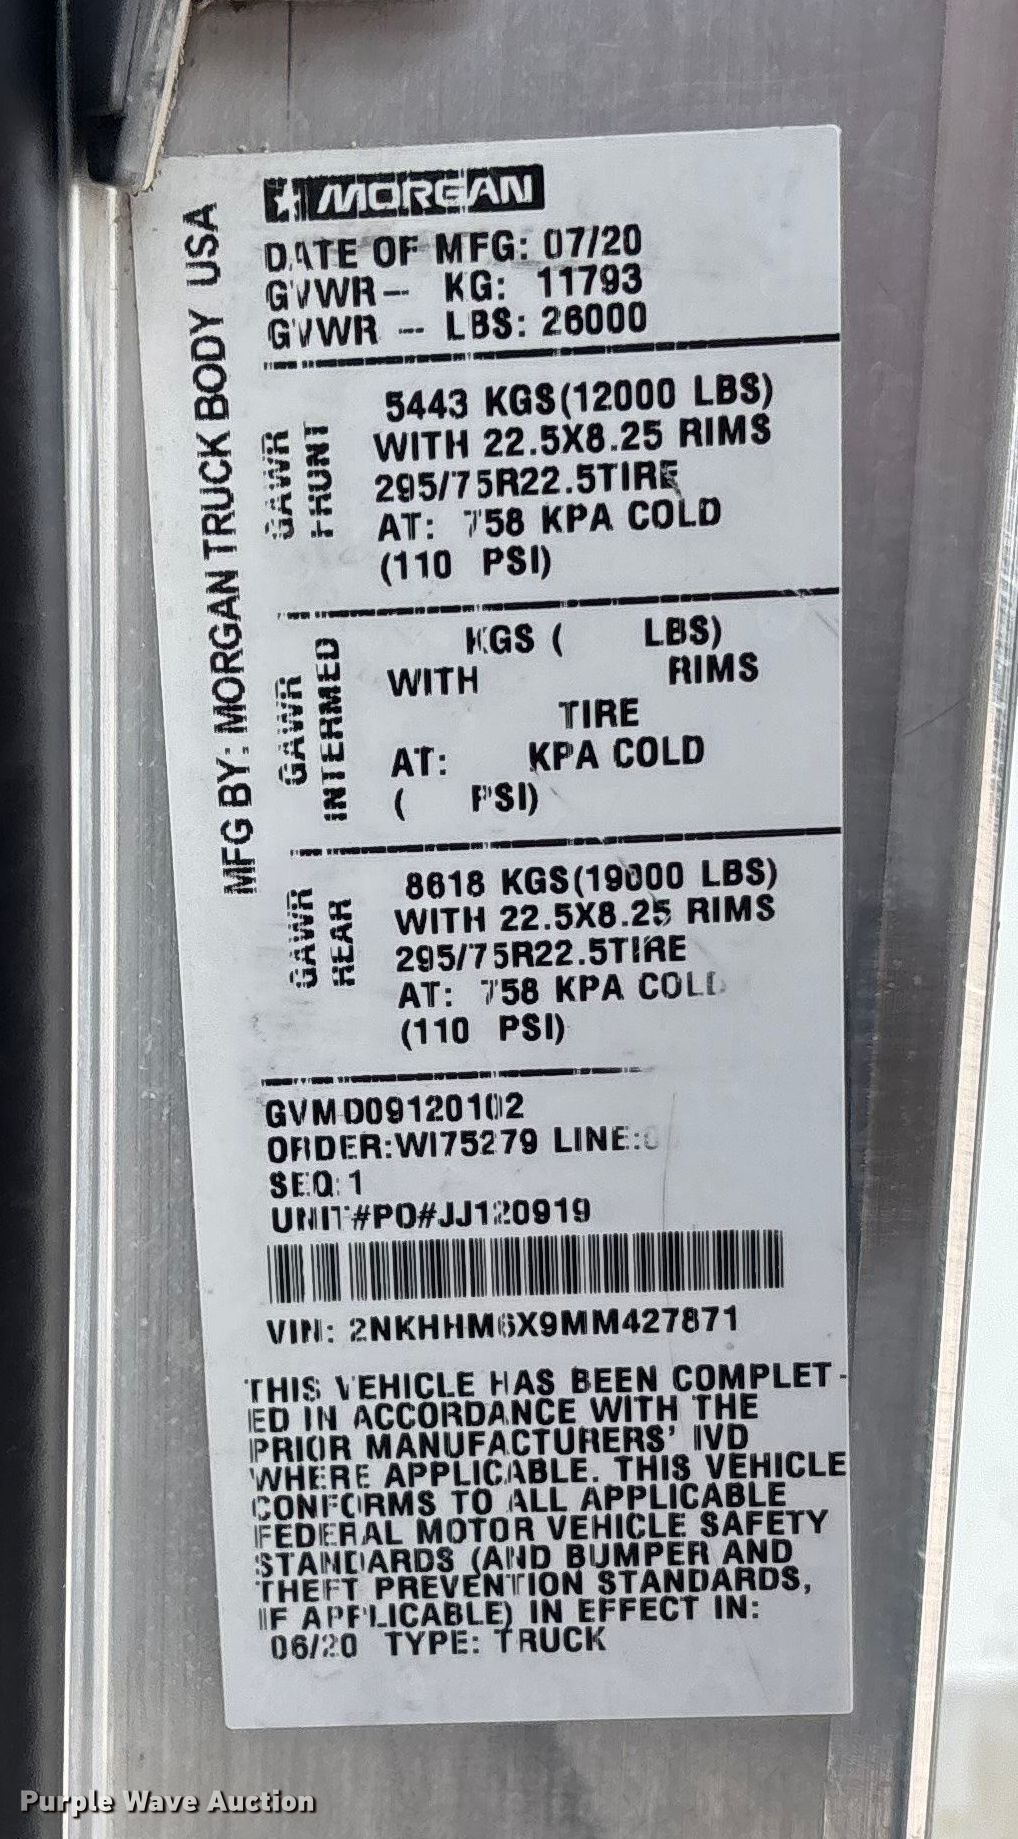 MORGAN
MFG BY: MORGAN TRUCK BODY USA
DATE OF MFG: 07/20
GVWR-- KG: 11793
GVWR -- LBS: 26000
GAWR
FRONT
5443 KGS(12000 LBS)
WITH 22.5X8.25 RIMS
295/75R22.5TIRE
AT: 758 KPA COLD
(110 PSI)
GAWR
INTERMED
KGS ( LBS)
WITH RIMS
TIRE
AT: KPA COLD
( PSI)
GAWR
REAR
8618 KGS(19000 LBS)
WITH 22.5X8.25 RIMS
295/75R22.5TIRE
AT: 758 KPA COLD
(110 PSI)
GVMD09120102
ORDER:WI75279 LINE:
SEQ:1
UNIT#PO#JJ120919
VIN: 2NKHHM6X9MM427871
THIS VEHICLE HAS BEEN COMPLET-
ED IN ACCORDANCE WITH THE
PRIOR MANUFACTURERS' IVD
WHERE APPLICABLE. THIS VEHICLE
CONFORMS TO ALL APPLICABLE
FEDERAL MOTOR VEHICLE SAFETY
STANDARDS (AND BUMPER AND
THEFT PREVENTION STANDARDS,
IF APPLICABLE) IN EFFECT IN:
06/20 TYPE: TRUCK
Purple Wave Auction